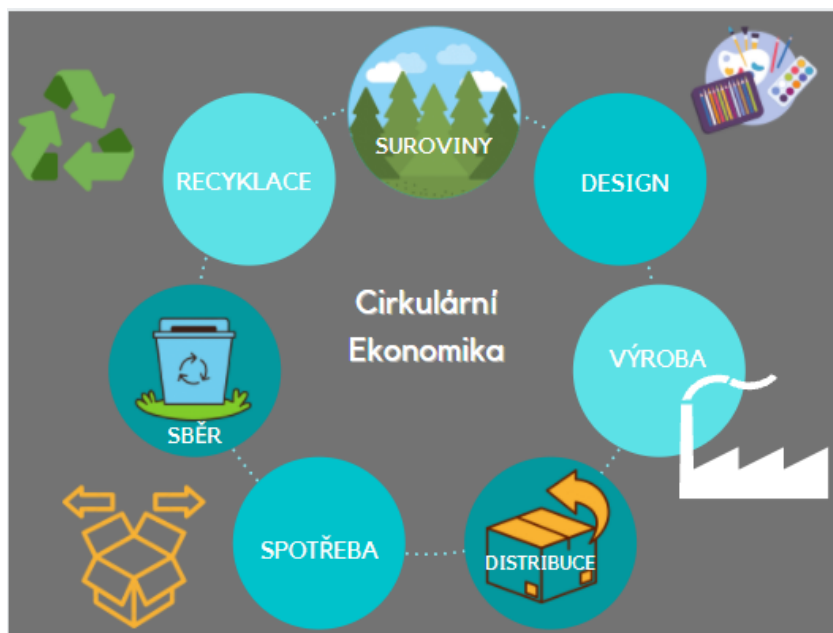 SUROVINY
RECYKLACE
DESIGN
Cirkulární
Ekonomika
VÝROBA
SBĚR
SPOTŘEBA
DISTRIBUCE